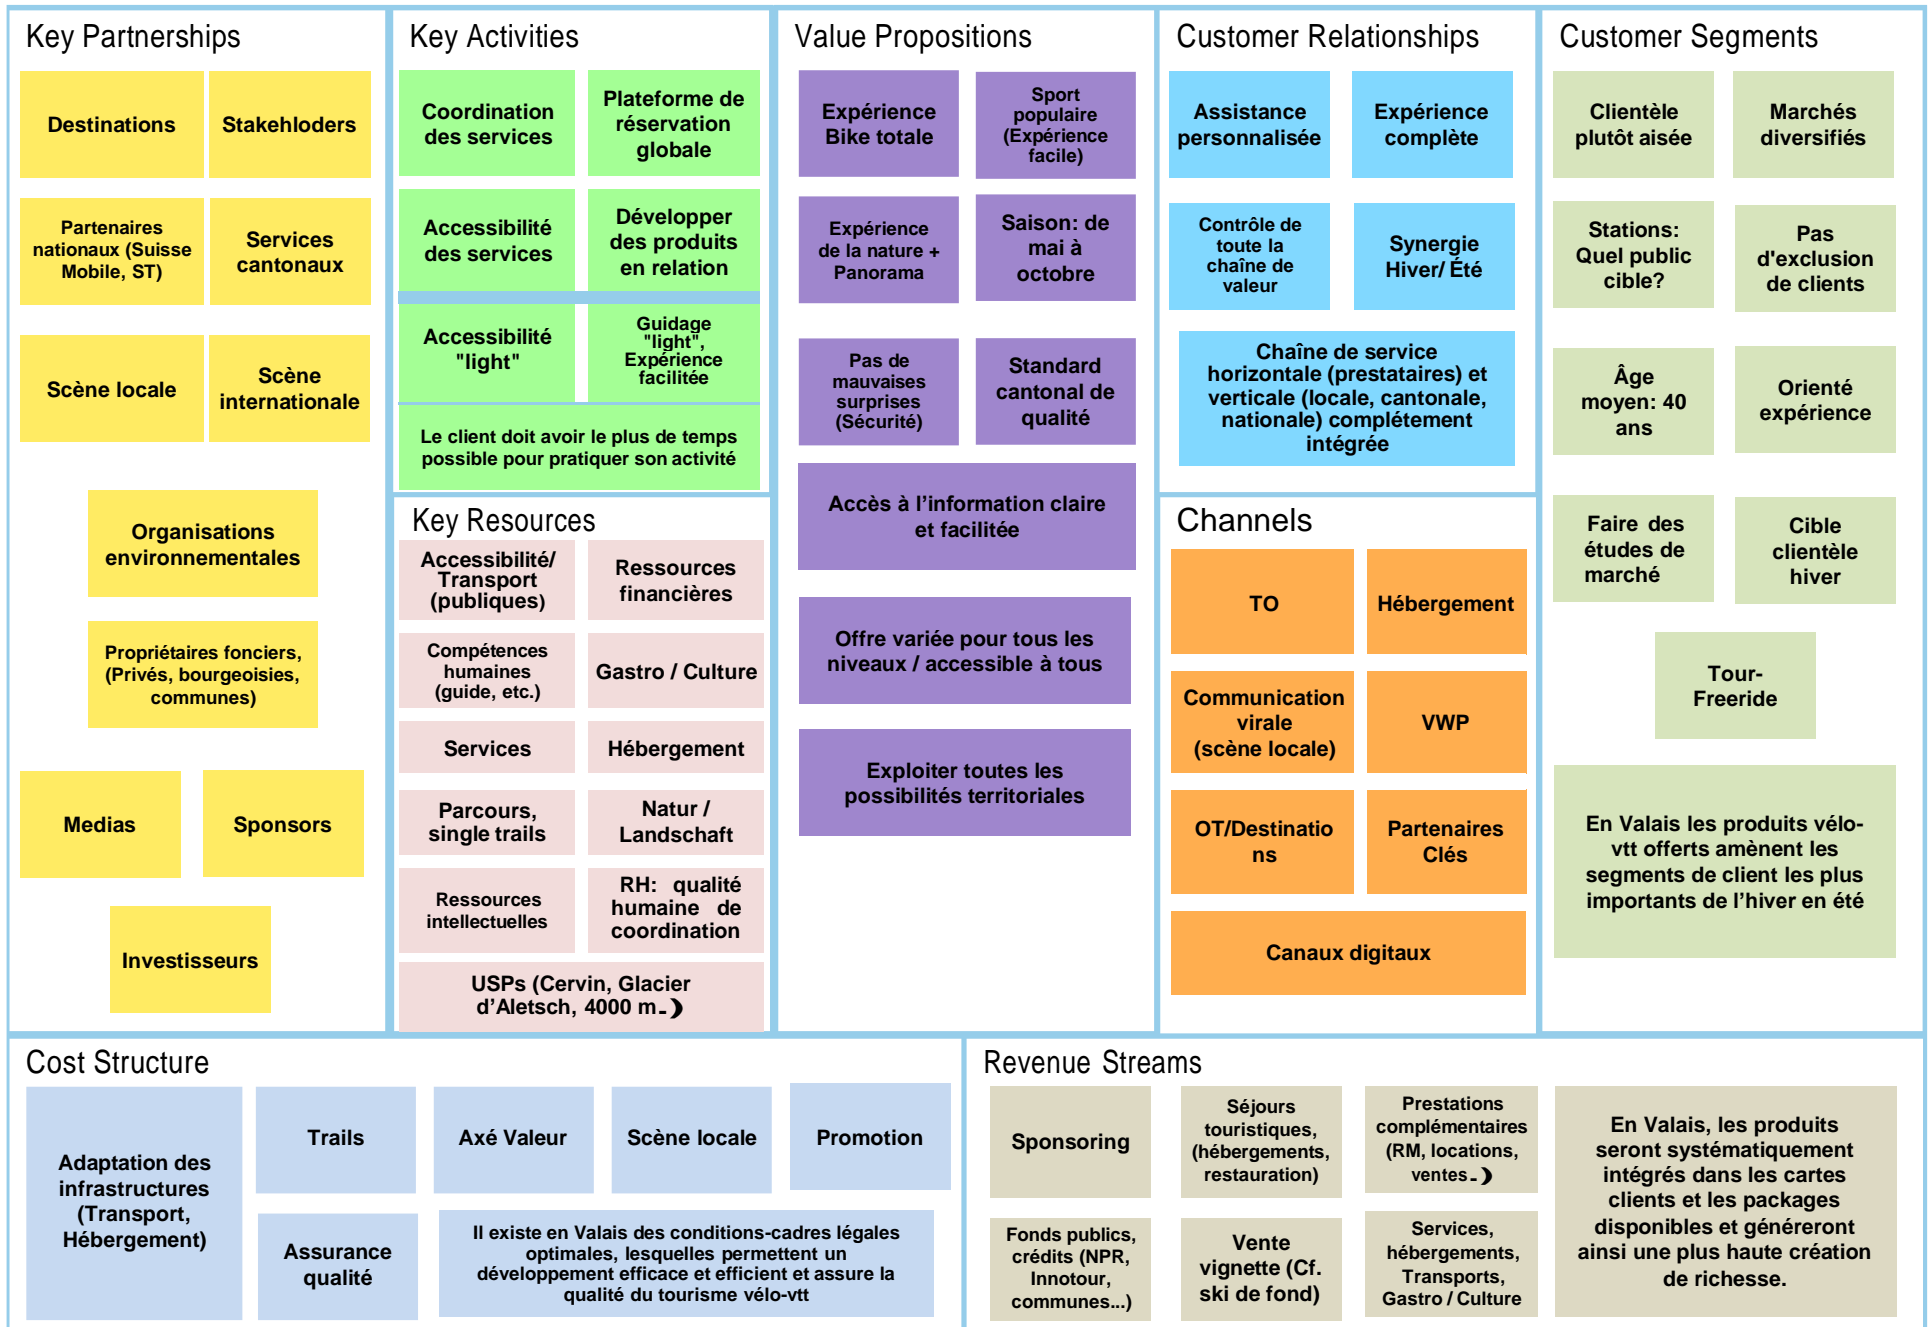 Key Partnerships
Destinations
Stakehloders
Partenaires
nationaux (Suisse
Mobile, ST)
Services
cantonaux
Scène locale
Scène
internationale
Organisations
environnementales
Propriétaires fonciers,
(Privés, bourgeoisies,
communes)
Medias
Sponsors
Investisseurs
Key Activities
Coordination
des services
Plateforme de
réservation
globale
Accessibilité
des services
Développer
des produits
en relation
Accessibilité
"light"
Guidage
"light",
Expérience
facilitée
Le client doit avoir le plus de temps
possible pour pratiquer son activité
Key Resources
Accessibilité/
Transport
(publiques)
Ressources
financières
Compétences
humaines
(guide, etc.)
Gastro / Culture
Services
Hébergement
Parcours,
single trails
Natur /
Landschaft
Ressources
intellectuelles
RH: qualité
humaine de
coordination
USPs (Cervin, Glacier
d’Aletsch, 4000 m..)
Value Propositions
Expérience
Bike totale
Sport
populaire
(Expérience
facile)
Expérience
de la nature +
Panorama
Saison: de
mai à
octobre
Pas de
mauvaises
surprises
(Sécurité)
Standard
cantonal de
qualité
Accès à l’information claire
et facilitée
Offre variée pour tous les
niveaux / accessible à tous
Exploiter toutes les
possibilités territoriales
Customer Relationships
Assistance
personnalisée
Expérience
complète
Contrôle de
toute la
chaîne de
valeur
Synergie
Hiver/ Été
Chaîne de service
horizontale (prestataires) et
verticale (locale, cantonale,
nationale) complétement
intégrée
Channels
TO
Hébergement
Communication
virale
(scène locale)
VWP
OT/Destinatio
ns
Partenaires
Clés
Canaux digitaux
Customer Segments
Clientèle
plutôt aisée
Marchés
diversifiés
Stations:
Quel public
cible?
Pas
d'exclusion
de clients
Âge
moyen: 40
ans
Orienté
expérience
Faire des
études de
marché
Cible
clientèle
hiver
Tour-
Freeride
En Valais les produits vélo-
vtt offerts amènent les
segments de client les plus
importants de l’hiver en été
Cost Structure
Adaptation des
infrastructures
(Transport,
Hébergement)
Trails
Axé Valeur
Scène locale
Promotion
Assurance
qualité
Il existe en Valais des conditions-cadres légales
optimales, lesquelles permettent un
développement efficace et efficient et assure la
qualité du tourisme vélo-vtt
Revenue Streams
Sponsoring
Séjours
touristiques,
(hébergements,
restauration)
Prestations
complémentaires
(RM, locations,
ventes..)
Fonds publics,
crédits (NPR,
Innotour,
communes...)
Vente
vignette (Cf.
ski de fond)
Services,
hébergements,
Transports,
Gastro / Culture
En Valais, les produits
seront systématiquement
intégrés dans les cartes
clients et les packages
disponibles et généreront
ainsi une plus haute création
de richesse.